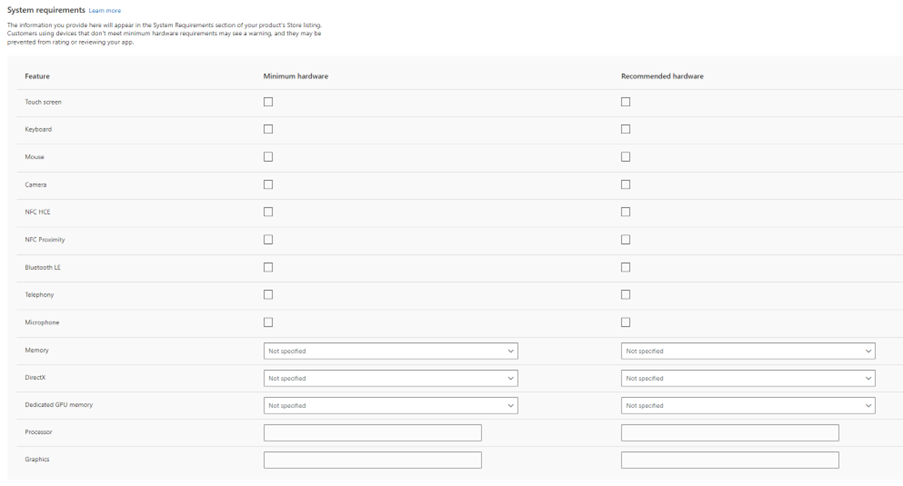 System requirements Learn more
The information you provide here will appear in the System Requirements section of your product's Store listing.
Customers using devices that don't meet minimum hardware requirements may see a warning, and they may be
prevented from rating or reviewing your app.
Feature Minimum hardware Recommended hardware
Touch screen
Keyboard
Mouse
Camera
NFC HCE
NFC Proximity
Bluetooth LE
Telephony
Microphone
Memory Not specified Not specified
DirectX Not specified Not specified
Dedicated GPU memory Not specified Not specified
Processor
Graphics